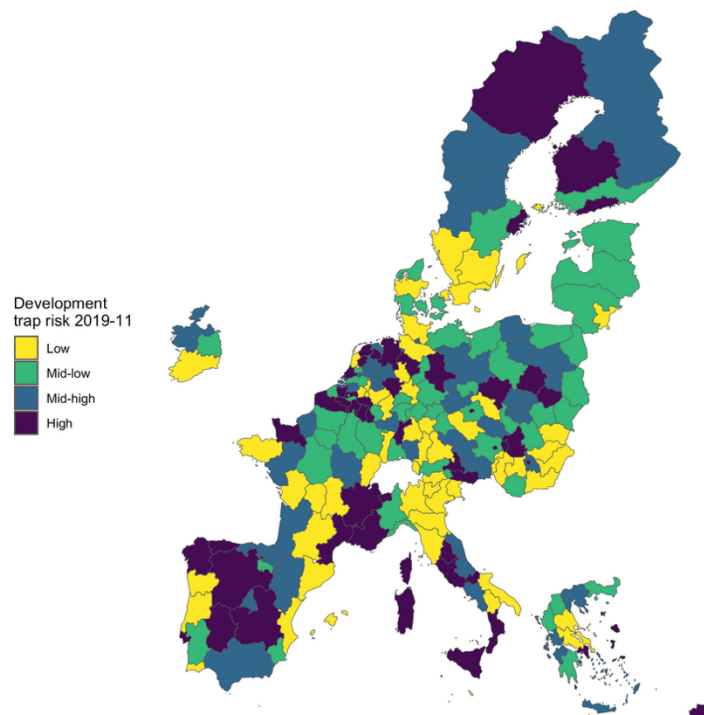 Development
trap risk 2019-11
Low
Mid-low
Mid-high
High